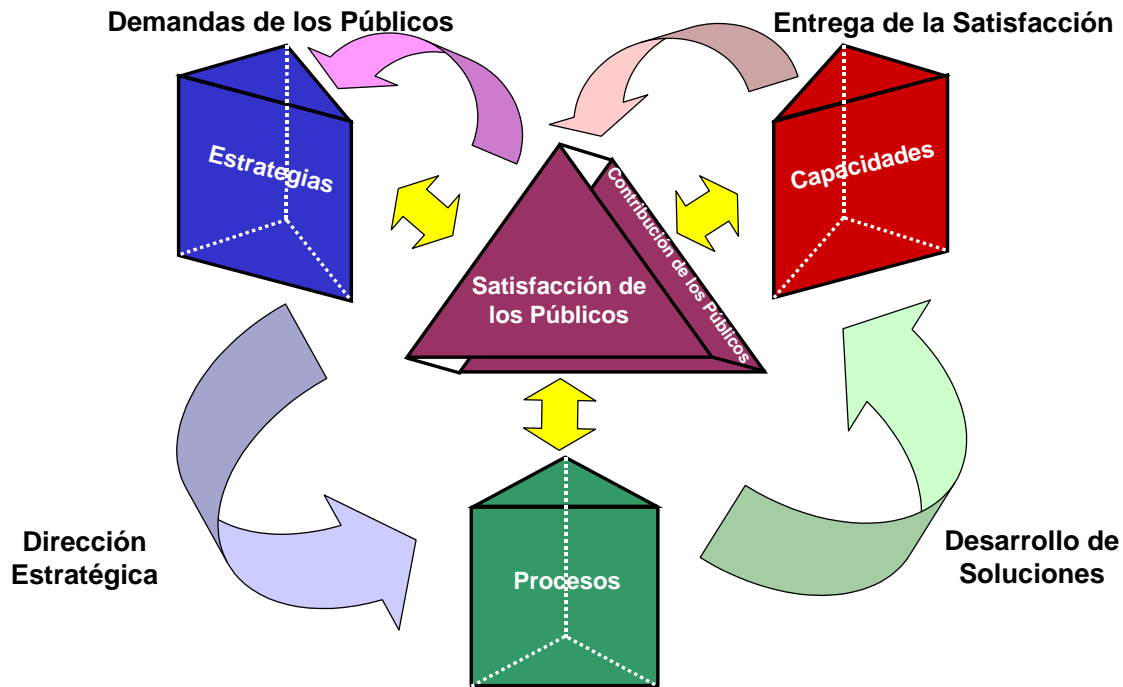 Demandas de los Públicos
Entrega de la Satisfacción
Estrategias
Capacidades
Contribución de los Públicos
Satisfacción de
los Públicos
Dirección
Estratégica
Procesos
Desarrollo de
Soluciones